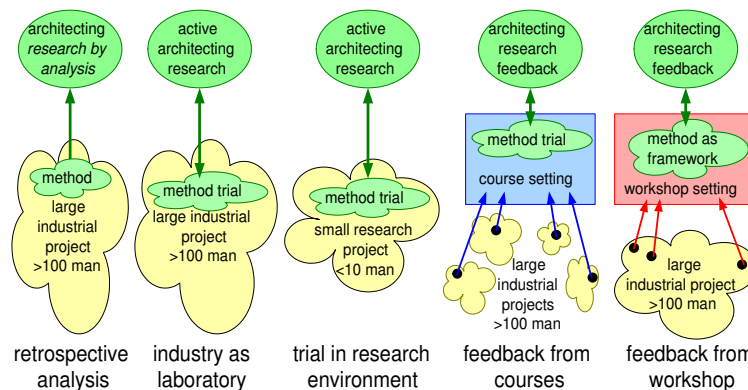 architecting
research by
analysis
method
large
industrial
project
>100 man
retrospective
analysis
active
architecting
research
method trial
large industrial
project
>100 man
industry as
laboratory
active
architecting
research
method trial
small research
project
<10 man
trial in research
environment
architecting
research
feedback
method trial
course setting
large
industrial
projects
>100 man
feedback from
courses
architecting
research
feedback
method as
framework
workshop setting
large
industrial project
>100 man
feedback from
workshop